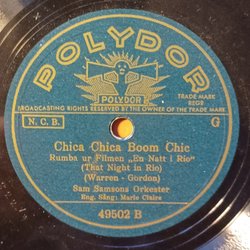 POLYDOR
POLYDOR
TRADE MARK
REGD
BROADCASTING RIGHTS RESERVED BY THE OWNER OF THE TRADE MARK
N.C.B.
G
Chica Chica Boom Chic
Rumba ur Filmen „En Natt i Rio“
(That Night in Rio)
(Warren - Gordon)
Sam Samsons Orkester
Eng. Sång: Marie Claire
49502 B